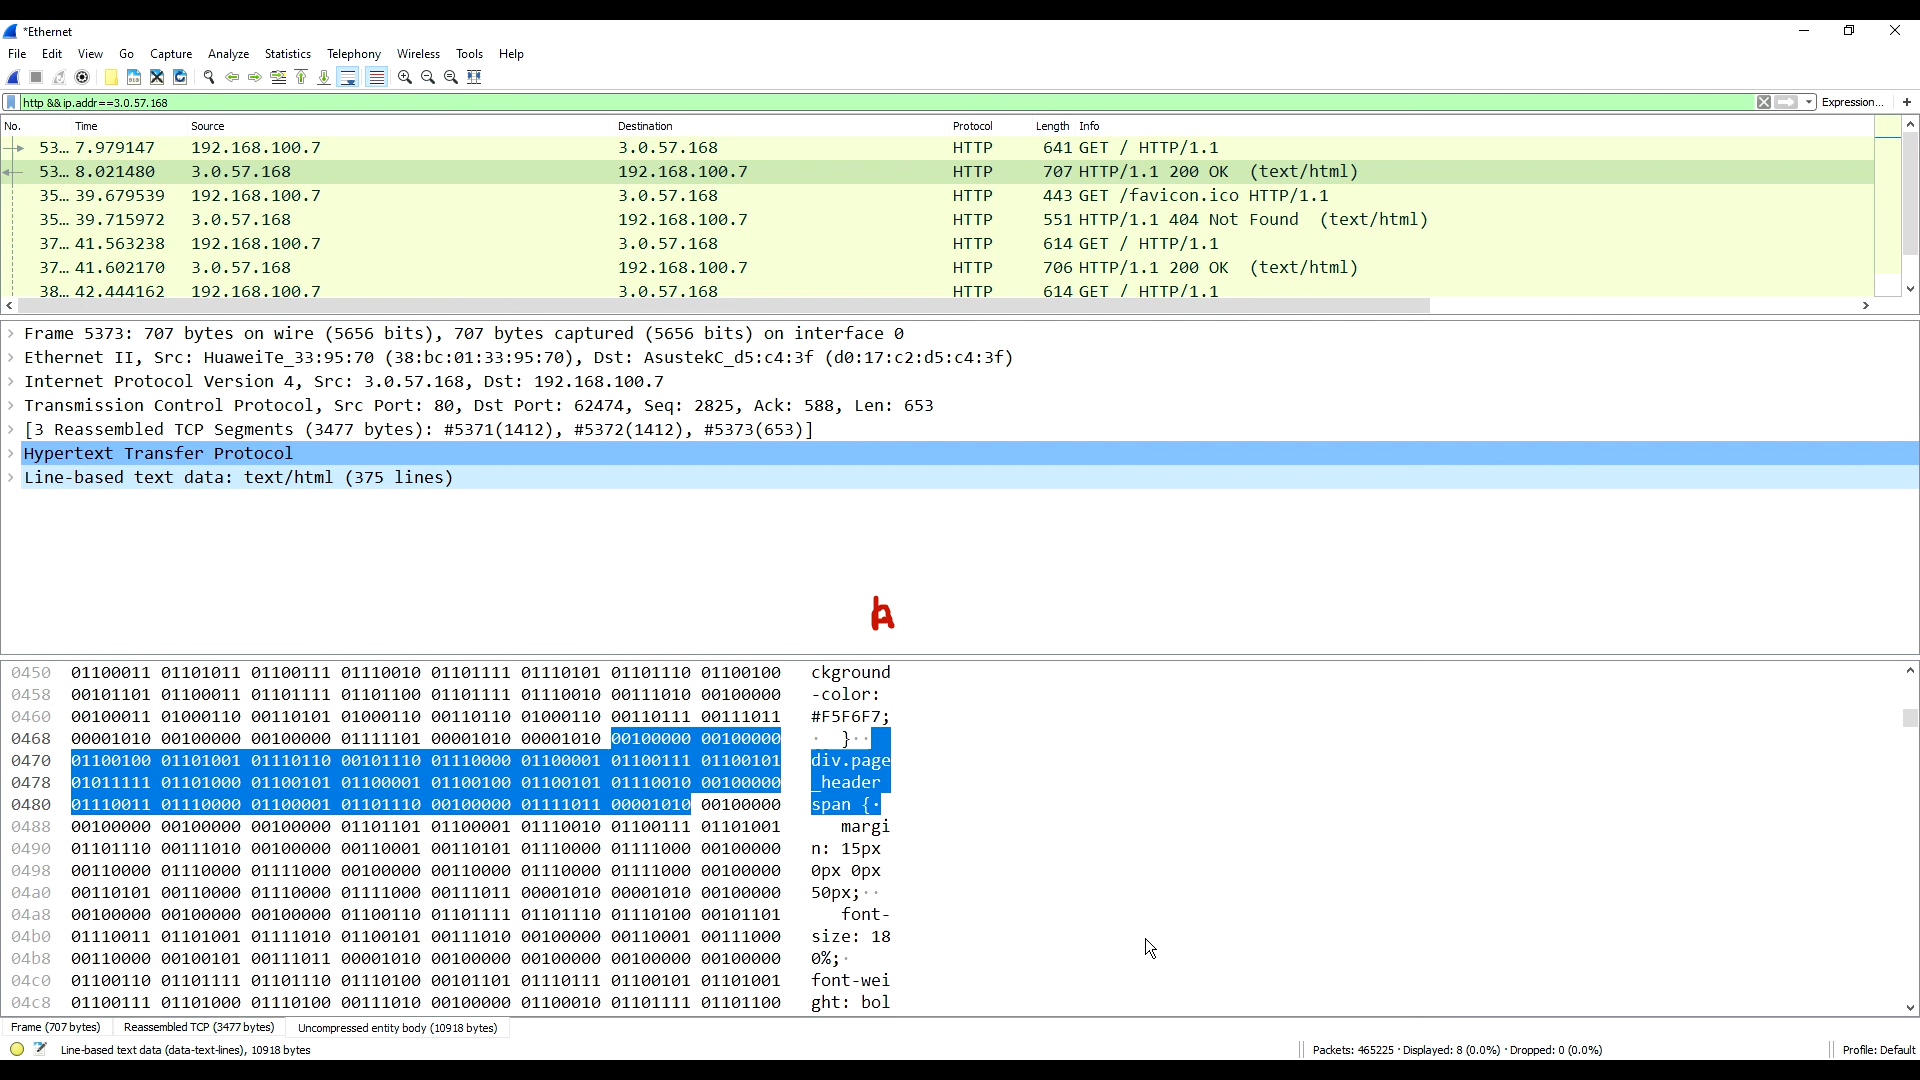 *Ethernet
File Edit View Go Capture Analyze Statistics Telephony Wireless Tools Help
http && ip.addr==3.0.57.168 Expression... +
No. Time Source Destination Protocol Length Info
53… 7.979147 192.168.100.7 3.0.57.168 HTTP 641 GET / HTTP/1.1
53… 8.021480 3.0.57.168 192.168.100.7 HTTP 707 HTTP/1.1 200 OK (text/html)
35… 39.679539 192.168.100.7 3.0.57.168 HTTP 443 GET /favicon.ico HTTP/1.1
35… 39.715972 3.0.57.168 192.168.100.7 HTTP 551 HTTP/1.1 404 Not Found (text/html)
37… 41.563238 192.168.100.7 3.0.57.168 HTTP 614 GET / HTTP/1.1
37… 41.602170 3.0.57.168 192.168.100.7 HTTP 706 HTTP/1.1 200 OK (text/html)
38… 42.444162 192.168.100.7 3.0.57.168 HTTP 614 GET / HTTP/1.1
Frame 5373: 707 bytes on wire (5656 bits), 707 bytes captured (5656 bits) on interface 0
Ethernet II, Src: HuaweiTe_33:95:70 (38:bc:01:33:95:70), Dst: AsustekC_d5:c4:3f (d0:17:c2:d5:c4:3f)
Internet Protocol Version 4, Src: 3.0.57.168, Dst: 192.168.100.7
Transmission Control Protocol, Src Port: 80, Dst Port: 62474, Seq: 2825, Ack: 588, Len: 653
[3 Reassembled TCP Segments (3477 bytes): #5371(1412), #5372(1412), #5373(653)]
Hypertext Transfer Protocol
Line-based text data: text/html (375 lines)
0450 01100011 01101011 01100111 01110010 01101111 01110101 01101110 01100100 ckground
0458 00101101 01100011 01101111 01101100 01101111 01110010 00111010 00100000 -color:
0460 00100011 01000110 00110101 01000110 00110110 01000110 00110111 00111011 #F5F6F7;
0468 00001010 00100000 00100000 01111101 00001010 00001010 00100000 00100000 · }··
0470 01100100 01101001 01110110 00101110 01110000 01100001 01100111 01100101 div.page
0478 01011111 01101000 01100101 01100001 01100100 01100101 01110010 00100000 _header
0480 01110011 01110000 01100001 01101110 00100000 01111011 00001010 00100000 span {·
0488 00100000 00100000 00100000 01101101 01100001 01110010 01100111 01101001 margi
0490 01101110 00111010 00100000 00110001 00110101 01110000 01111000 00100000 n: 15px
0498 00110000 01110000 01111000 00100000 00110000 01110000 01111000 00100000 0px 0px
04a0 00110101 00110000 01110000 01111000 00111011 00001010 00001010 00100000 50px;··
04a8 00100000 00100000 00100000 01100110 01101111 01101110 01110100 00101101 font-
04b0 01110011 01101001 01111010 01100101 00111010 00100000 00110001 00111000 size: 18
04b8 00110000 00100101 00111011 00001010 00100000 00100000 00100000 00100000 0%;·
04c0 01100110 01101111 01101110 01110100 00101101 01110111 01100101 01101001 font-wei
04c8 01100111 01101000 01110100 00111010 00100000 01100010 01101111 01101100 ght: bol
Frame (707 bytes) Reassembled TCP (3477 bytes) Uncompressed entity body (10918 bytes)
Line-based text data (data-text-lines), 10918 bytes Packets: 465225 · Displayed: 8 (0.0%) · Dropped: 0 (0.0%) Profile: Default